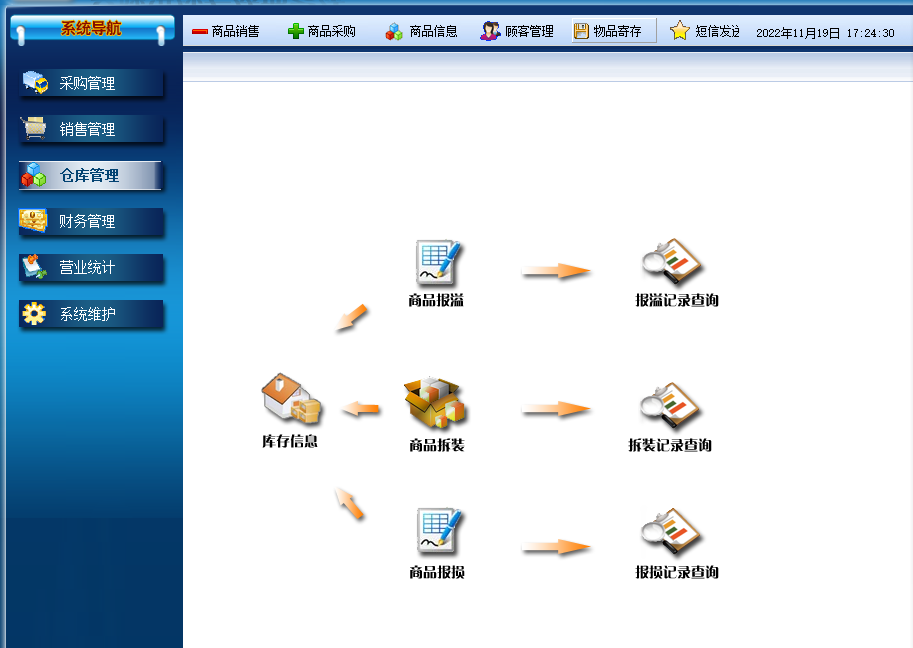 系统导航
商品销售 商品采购 商品信息 顾客管理 物品寄存 短信发送 2022年11月19日 17:24:30
采购管理
销售管理
仓库管理
财务管理
营业统计
系统维护
商品报溢 报溢记录查询
库存信息 商品拆装 拆装记录查询
商品报损 报损记录查询